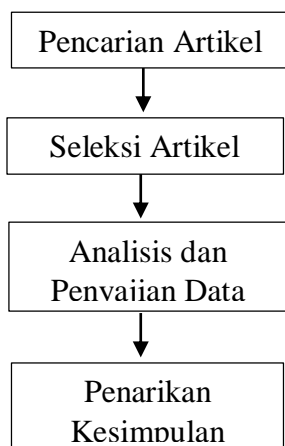 Pencarian Artikel
Seleksi Artikel
Analisis dan
Penyajian Data
Penarikan
Kesimpulan